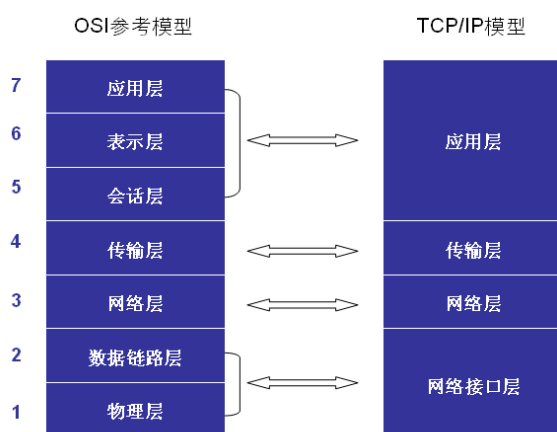 OSI参考模型
TCP/IP模型
7
应用层
6
表示层
应用层
5
会话层
4
传输层
传输层
3
网络层
网络层
2
数据链路层
网络接口层
1
物理层